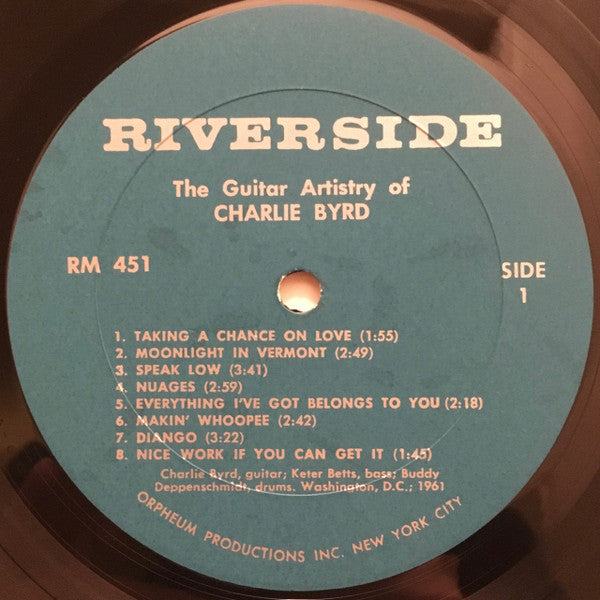 RIVERSIDE
The Guitar Artistry of
CHARLIE BYRD
RM 451
SIDE
1
1. TAKING A CHANCE ON LOVE (1:55)
2. MOONLIGHT IN VERMONT (2:49)
3. SPEAK LOW (3:41)
4. NUAGES (2:59)
5. EVERYTHING I'VE GOT BELONGS TO YOU (2:18)
6. MAKIN' WHOOPEE (2:42)
7. DIANGO (3:22)
8. NICE WORK IF YOU CAN GET IT (1:45)
Charlie Byrd, guitar; Keter Betts, bass; Buddy
Deppenschmidt, drums. Washington, D.C.; 1961
ORPHEUM PRODUCTIONS INC. NEW YORK CITY